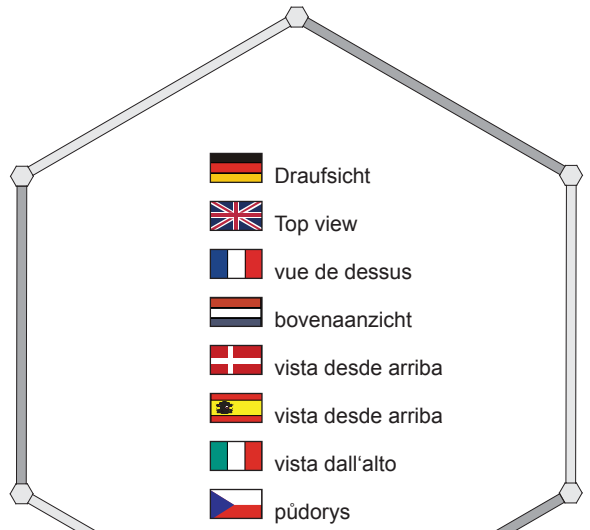 Draufsicht
Top view
vue de dessus
bovenaanzicht
vista desde arriba
vista desde arriba
vista dall‘alto
půdorys